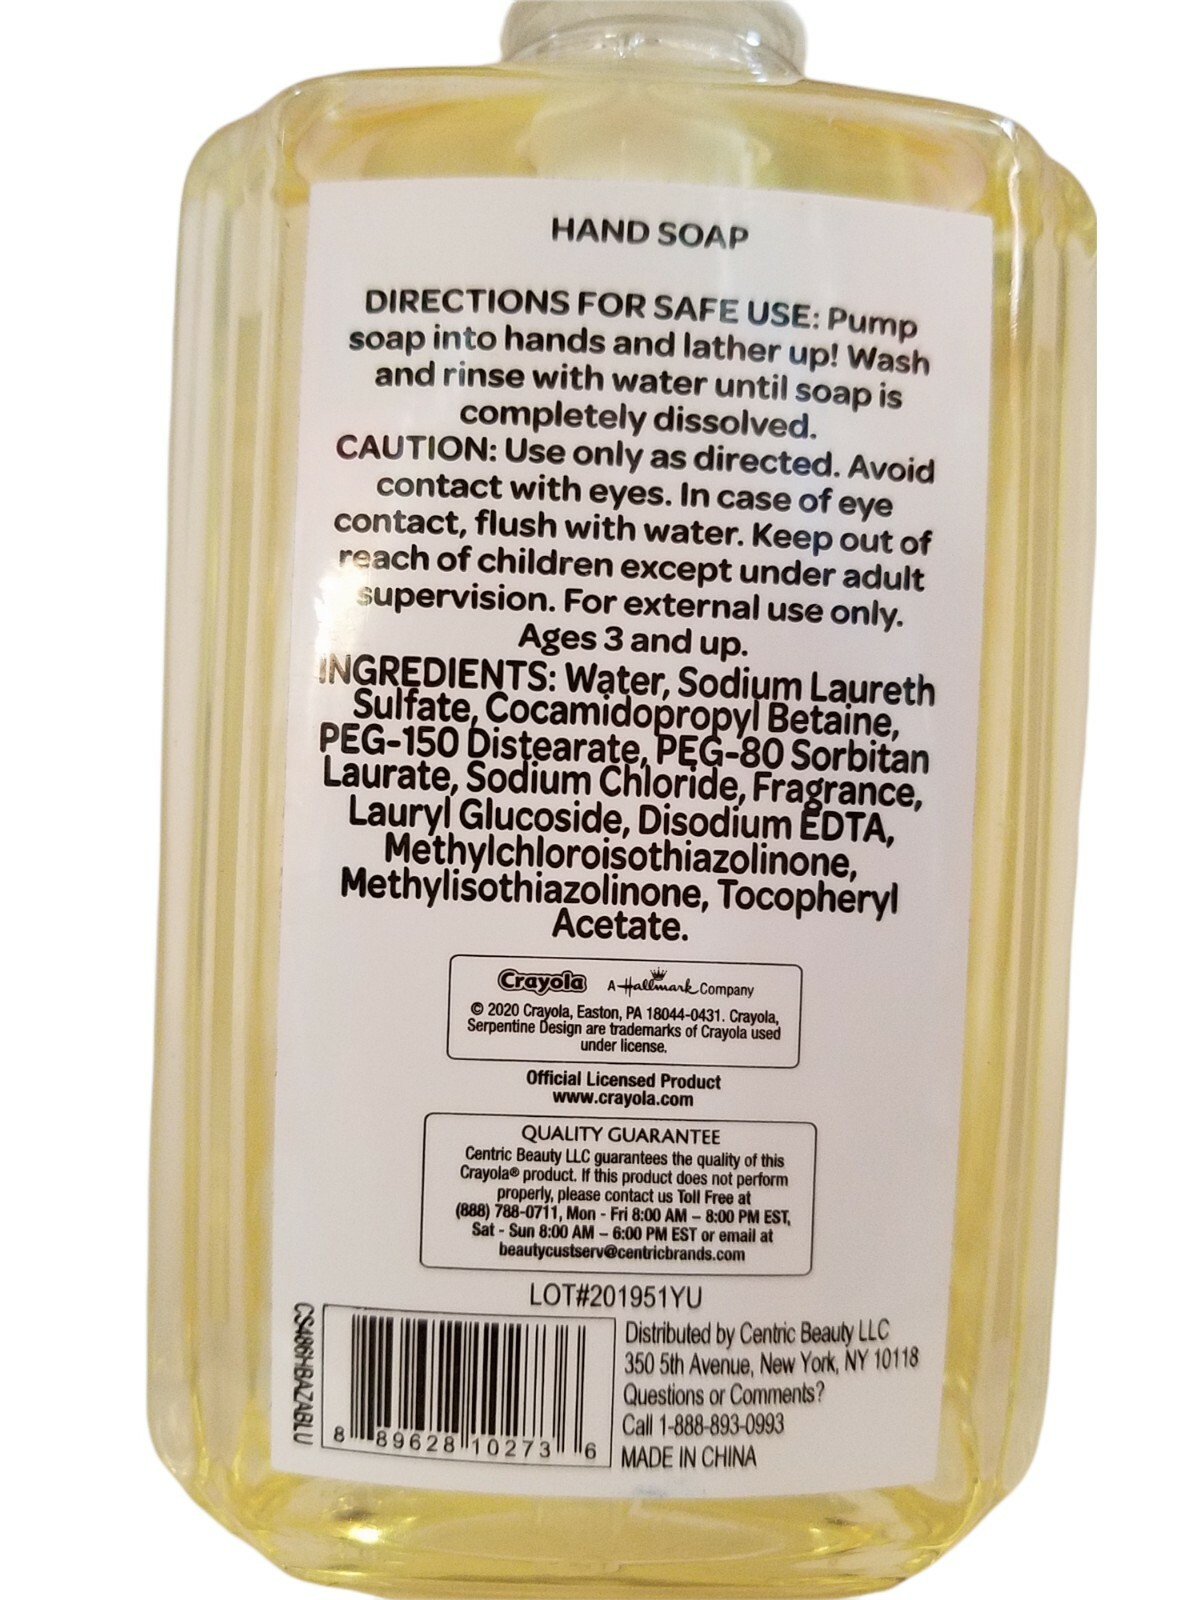 HAND SOAP
DIRECTIONS FOR SAFE USE: Pump
soap into hands and lather up! Wash
and rinse with water until soap is
completely dissolved.
CAUTION: Use only as directed. Avoid
contact with eyes. In case of eye
contact, flush with water. Keep out of
reach of children except under adult
supervision. For external use only.
Ages 3 and up.
INGREDIENTS: Water, Sodium Laureth
Sulfate, Cocamidopropyl Betaine,
PEG-150 Distearate, PEG-80 Sorbitan
Laurate, Sodium Chloride, Fragrance,
Lauryl Glucoside, Disodium EDTA,
Methylchloroisothiazolinone,
Methylisothiazolinone, Tocopheryl
Acetate.
Crayola A Hallmark Company
© 2020 Crayola, Easton, PA 18044-0431. Crayola,
Serpentine Design are trademarks of Crayola used
under license.
Official Licensed Product
www.crayola.com
QUALITY GUARANTEE
Centric Beauty LLC guarantees the quality of this
Crayola® product. If this product does not perform
properly, please contact us Toll Free at
(888) 788-0711, Mon - Fri 8:00 AM – 8:00 PM EST,
Sat - Sun 8:00 AM – 6:00 PM EST or email at
beautycustserv@centricbrands.com
LOT#201951YU
CS486HBAZABLU
8 89628 10273 6
Distributed by Centric Beauty LLC
350 5th Avenue, New York, NY 10118
Questions or Comments?
Call 1-888-893-0993
MADE IN CHINA